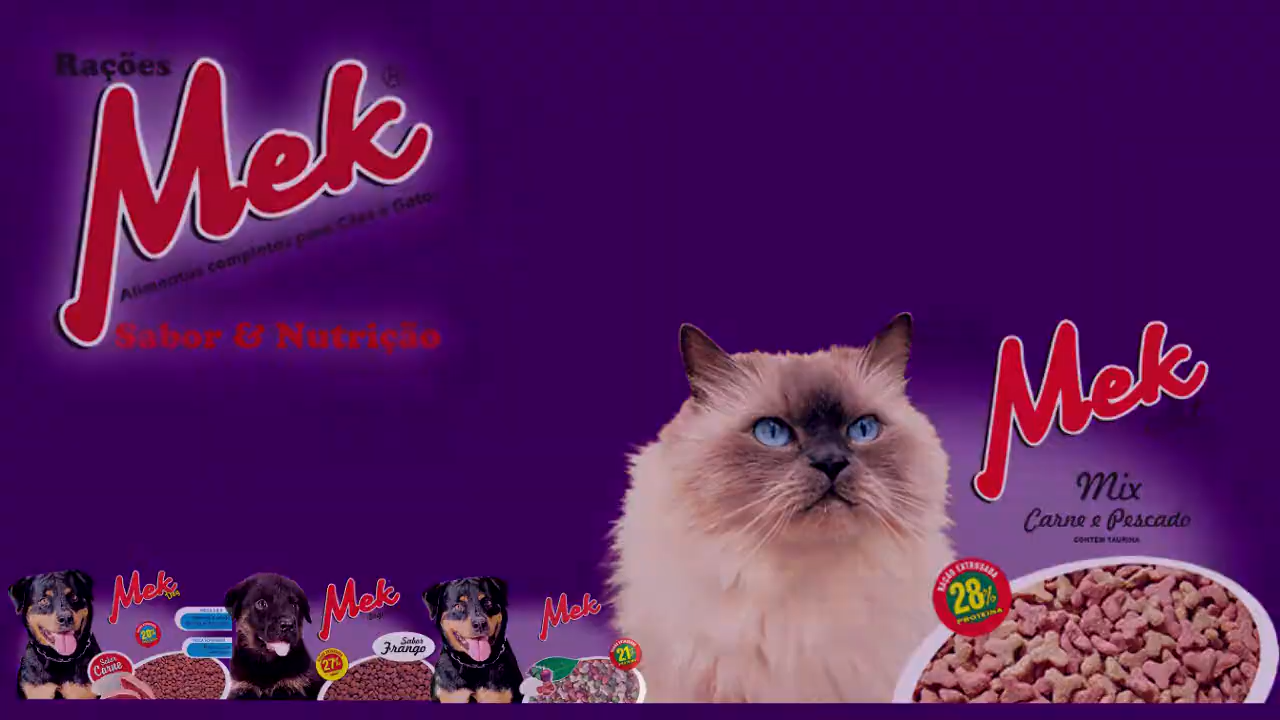 Rações
Mek®
Alimentos completos para Cães e Gatos
Sabor & Nutrição
Mek
Mix
Carne e Pescado
CONTÉM TAURINA
RAÇÃO EXTRUSADA
28%
PROTEINA
Mek
Sabor
Carne
Mek
27%
Sabor
Frango
Mek
21%